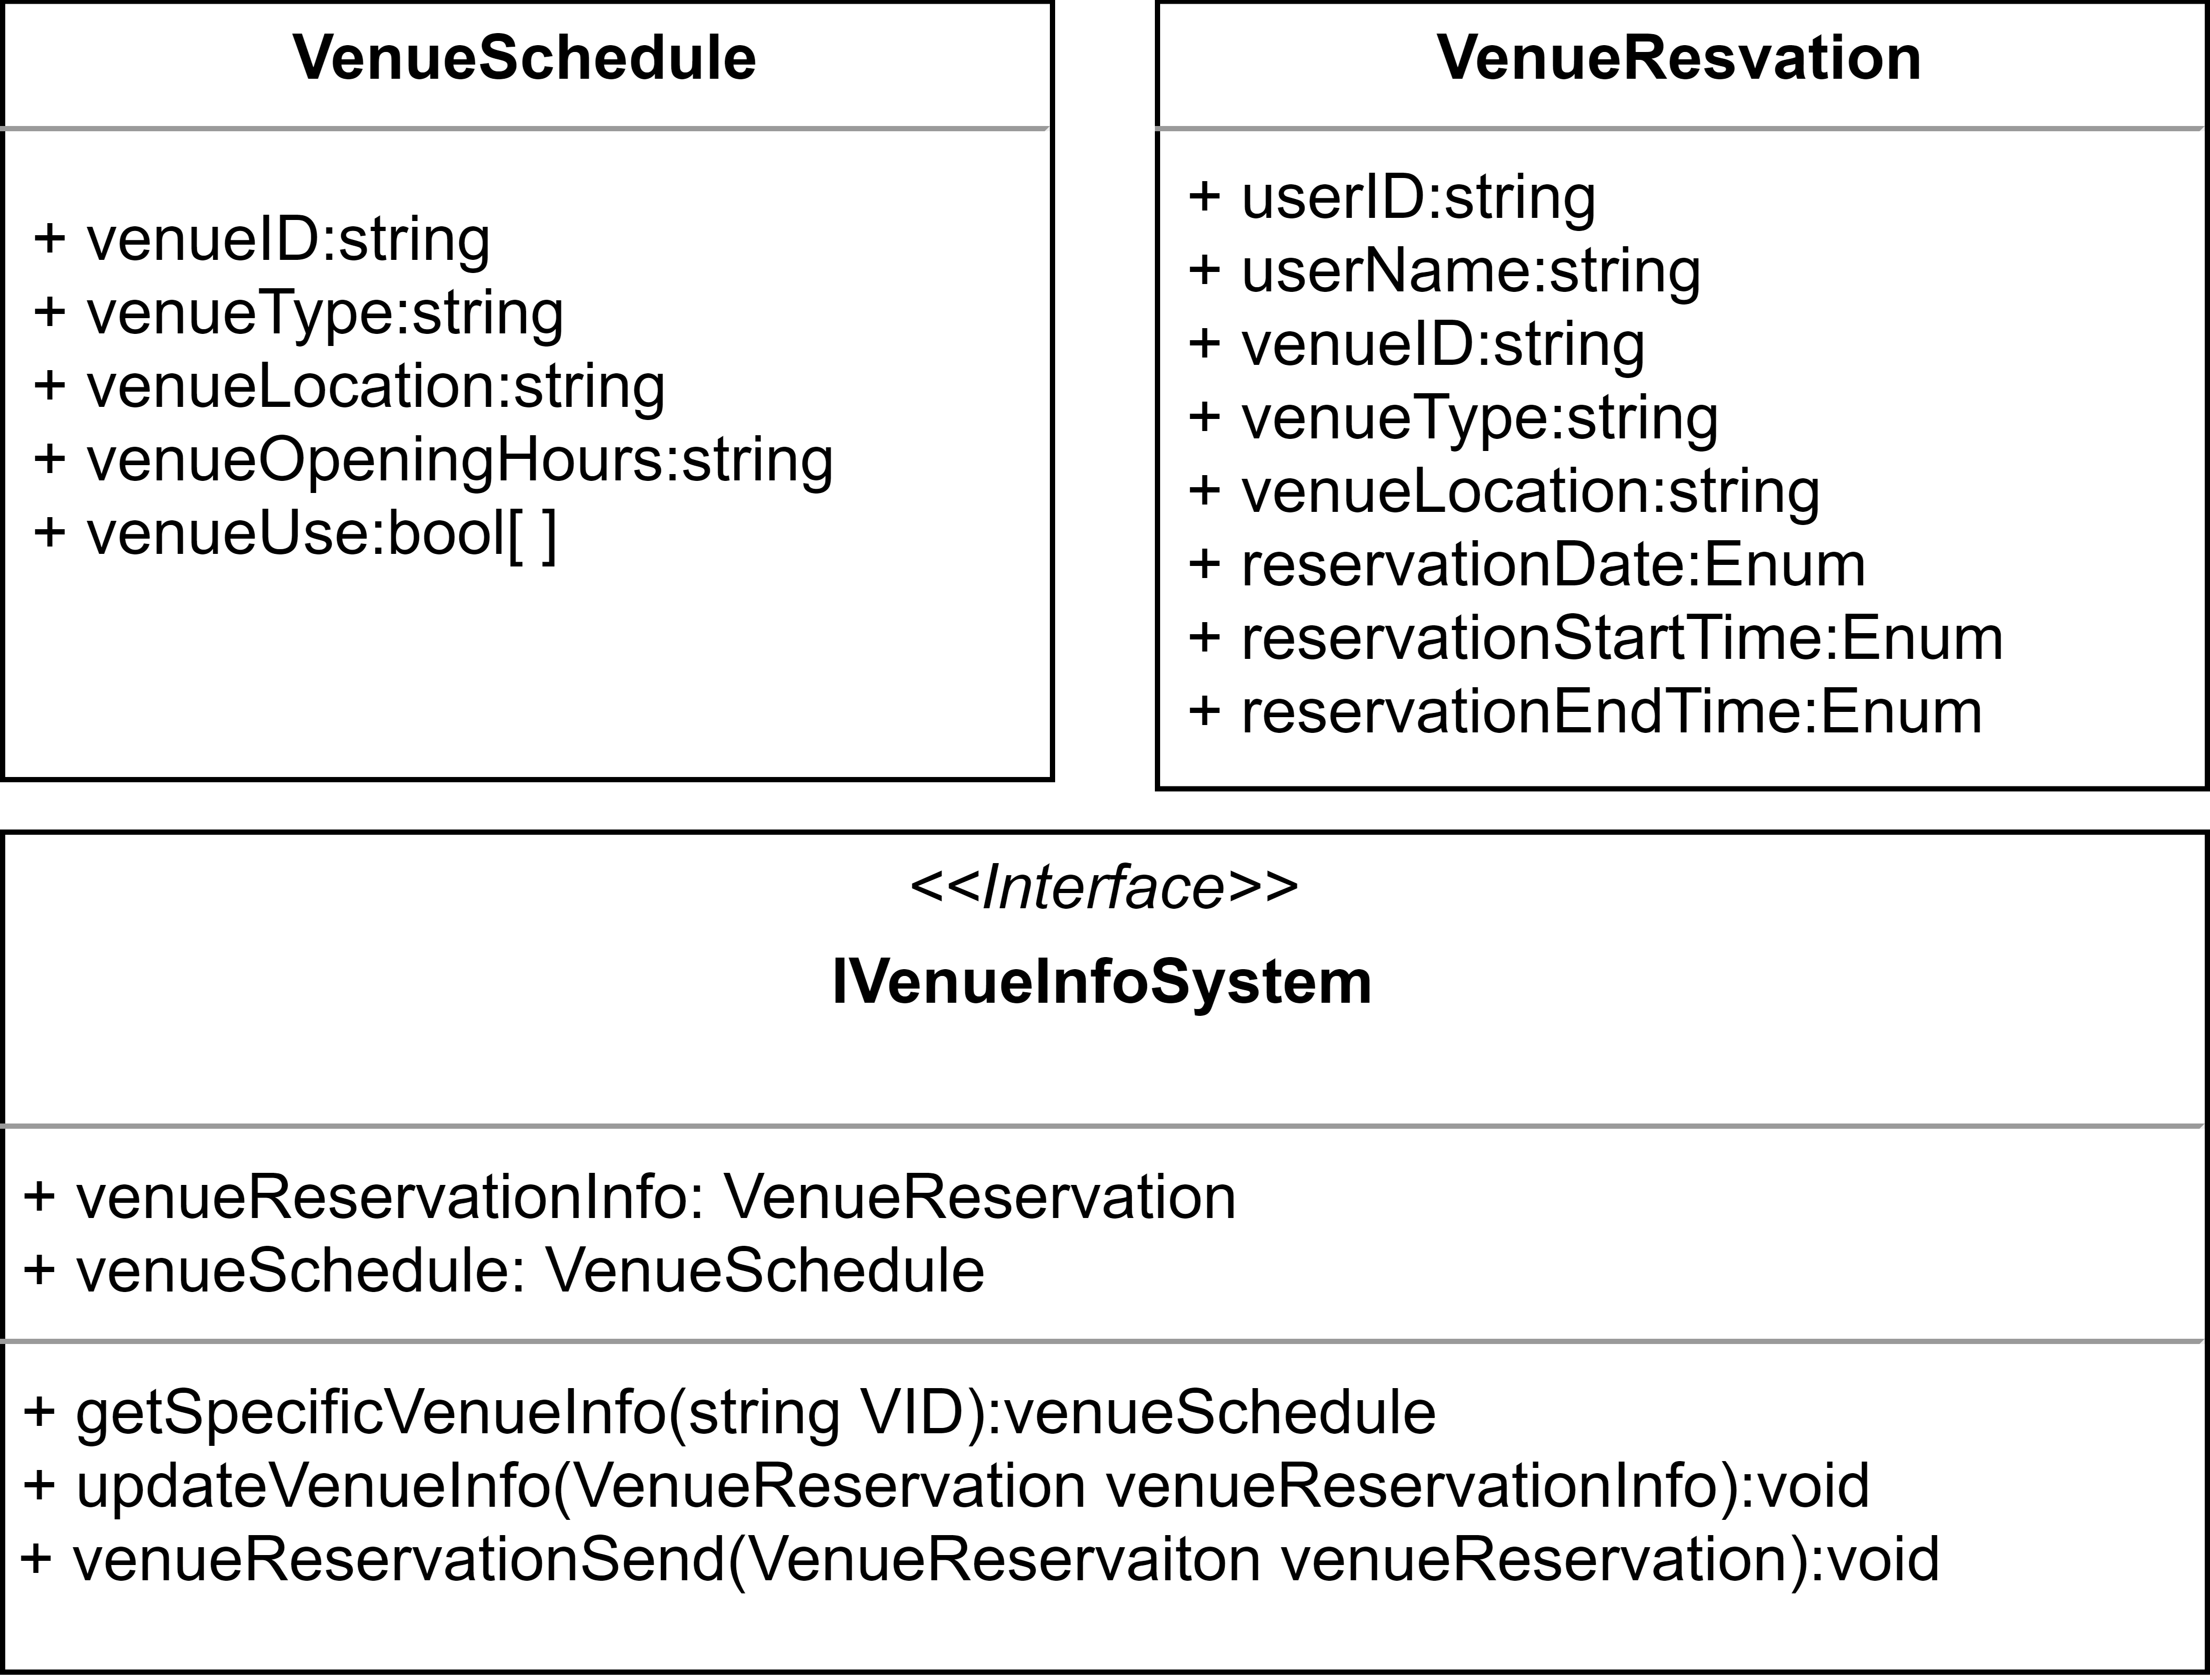 VenueSchedule
+ venueID:string
+ venueType:string
+ venueLocation:string
+ venueOpeningHours:string
+ venueUse:bool[ ]
VenueResvation
+ userID:string
+ userName:string
+ venueID:string
+ venueType:string
+ venueLocation:string
+ reservationDate:Enum
+ reservationStartTime:Enum
+ reservationEndTime:Enum
<<Interface>>
IVenueInfoSystem
+ venueReservationInfo: VenueReservation
+ venueSchedule: VenueSchedule
+ getSpecificVenueInfo(string VID):venueSchedule
+ updateVenueInfo(VenueReservation venueReservationInfo):void
+ venueReservationSend(VenueReservaiton venueReservation):void